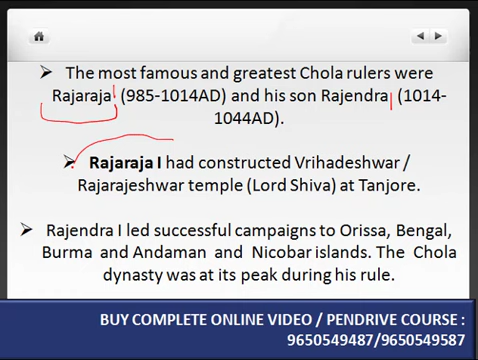 ➢ The most famous and greatest Chola rulers were
Rajaraja I (985-1014AD) and his son Rajendra I (1014-
1044AD).
➢ Rajaraja I had constructed Vrihadeshwar /
Rajarajeshwar temple (Lord Shiva) at Tanjore.
➢ Rajendra I led successful campaigns to Orissa, Bengal,
Burma and Andaman and Nicobar islands. The Chola
dynasty was at its peak during his rule.
BUY COMPLETE ONLINE VIDEO / PENDRIVE COURSE :
9650549487/9650549587